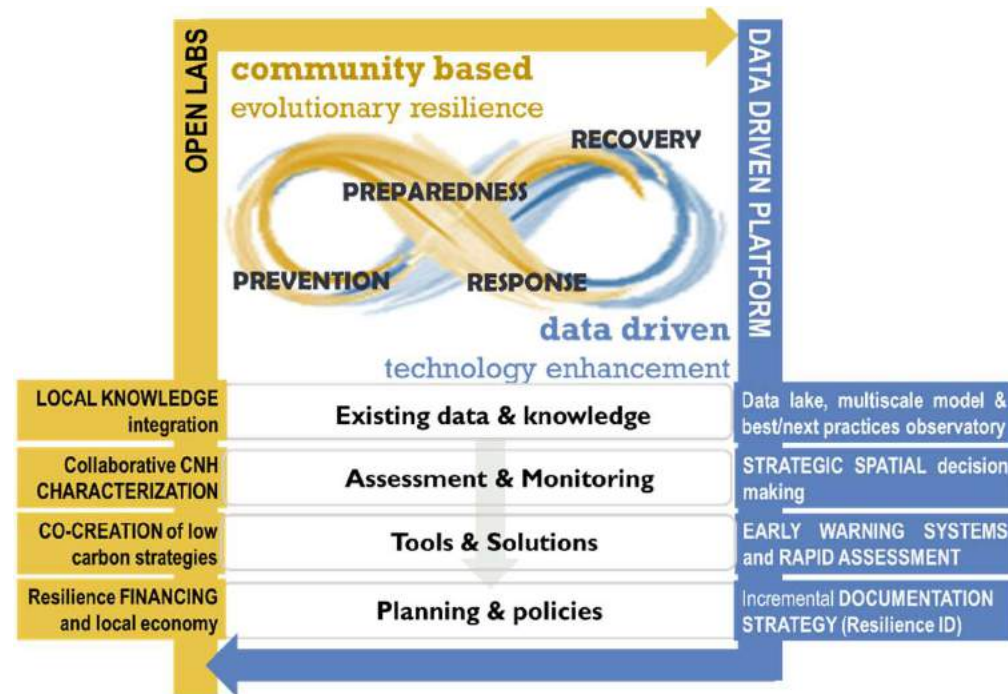 OPEN LABS
community based
evolutionary resilience
RECOVERY
PREPAREDNESS
PREVENTION
RESPONSE
data driven
technology enhancement
DATA DRIVEN PLATFORM
LOCAL KNOWLEDGE
integration
Existing data & knowledge
Data lake, multiscale model &
best/next practices observatory
Collaborative CNH
CHARACTERIZATION
Assessment & Monitoring
STRATEGIC SPATIAL decision
making
CO-CREATION of low
carbon strategies
Tools & Solutions
EARLY WARNING SYSTEMS
and RAPID ASSESSMENT
Resilience FINANCING
and local economy
Planning & policies
Incremental DOCUMENTATION
STRATEGY (Resilience ID)